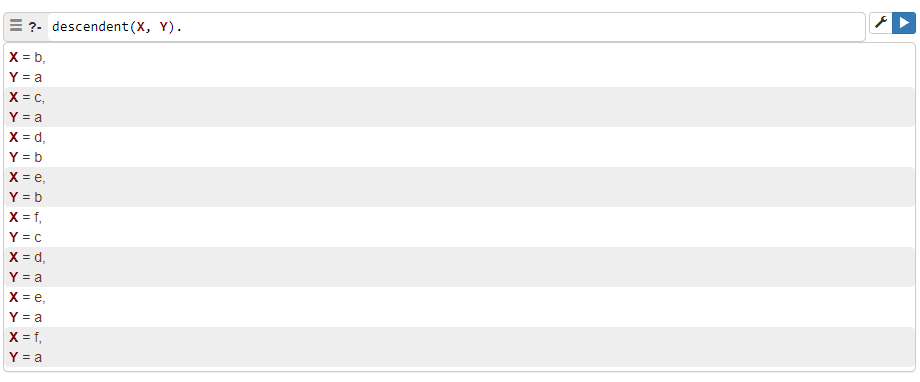 ?- descendent(X, Y).
X = b,
Y = a
X = c,
Y = a
X = d,
Y = b
X = e,
Y = b
X = f,
Y = c
X = d,
Y = a
X = e,
Y = a
X = f,
Y = a